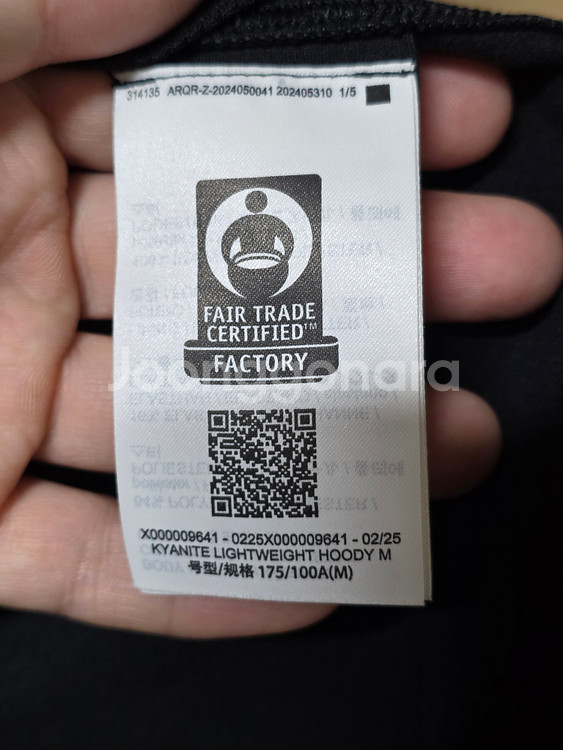 314135 ARQR-Z-2024050041 202405310 1/5
FAIR TRADE
CERTIFIED™
FACTORY
Joonggonara
X000009641 - 0225X000009641 - 02/25
KYANITE LIGHTWEIGHT HOODY M
号型/规格 175/100A(M)